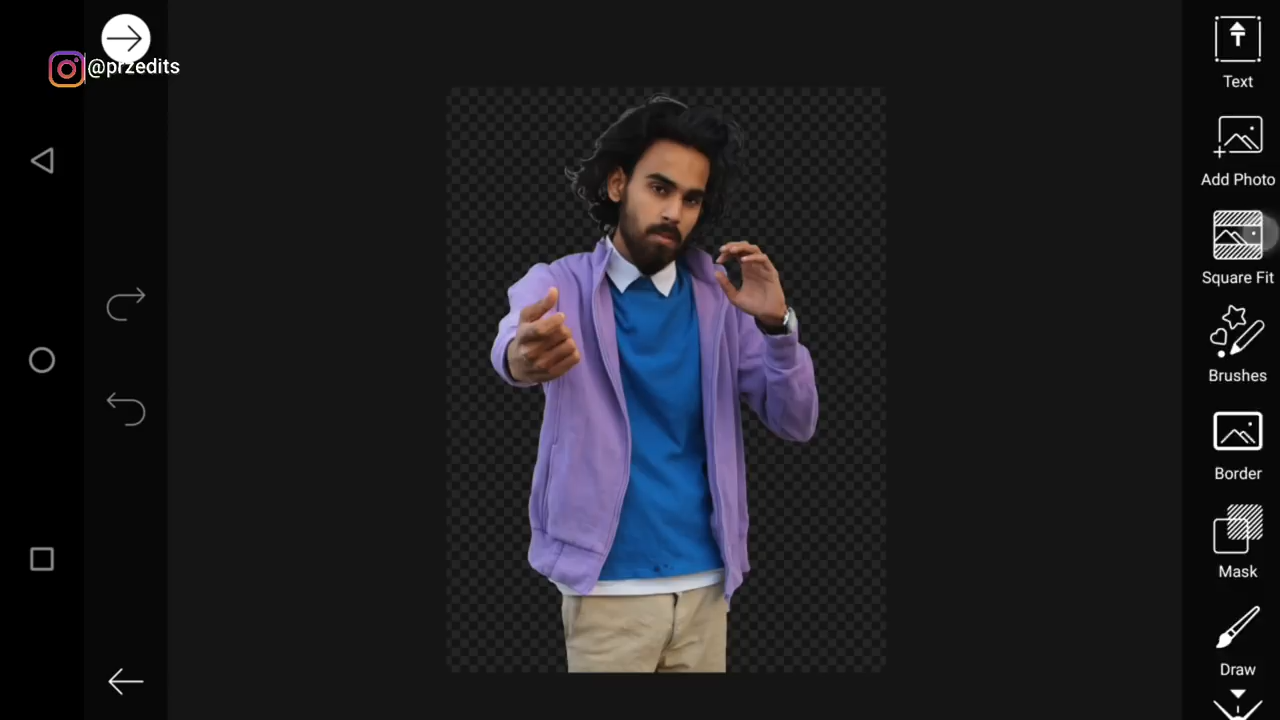 @przedits
Text
Add Photo
Square Fit
Brushes
Border
Mask
Draw